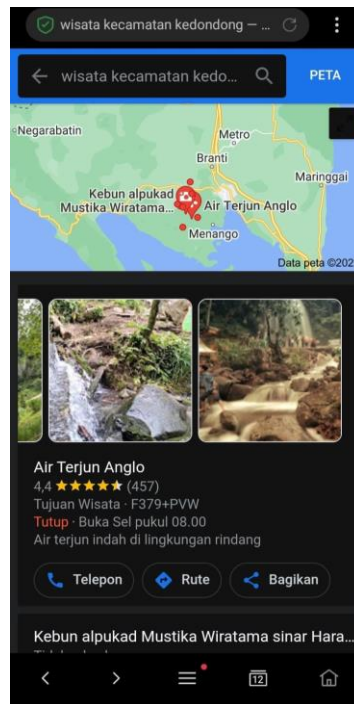 wisata kecamatan kedondong — ...
wisata kecamatan kedo...
PETA
Negarabatin
Metro
Branti
Maringgai
Kebun alpukad
Mustika Wiratama...
Air Terjun Anglo
Menango
Data peta ©202
Air Terjun Anglo
4,4 ★★★★★ (457)
Tujuan Wisata · F379+PVW
Tutup · Buka Sel pukul 08.00
Air terjun indah di lingkungan rindang
Telepon
Rute
Bagikan
Kebun alpukad Mustika Wiratama sinar Hara...
12